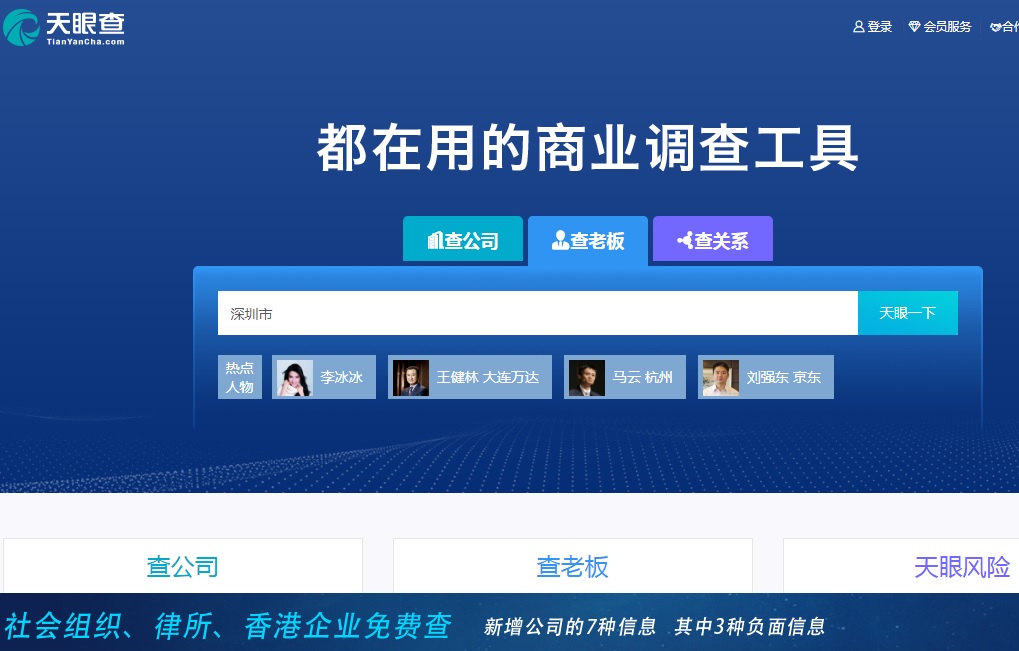 天眼查
TianYanCha.com
登录 会员服务 合作
都在用的商业调查工具
查公司 查老板 查关系
深圳市 天眼一下
热点
人物
李冰冰 王健林 大连万达 马云 杭州 刘强东 京东
查公司 查老板 天眼风险
社会组织、律所、香港企业免费查 新增公司的7种信息 其中3种负面信息